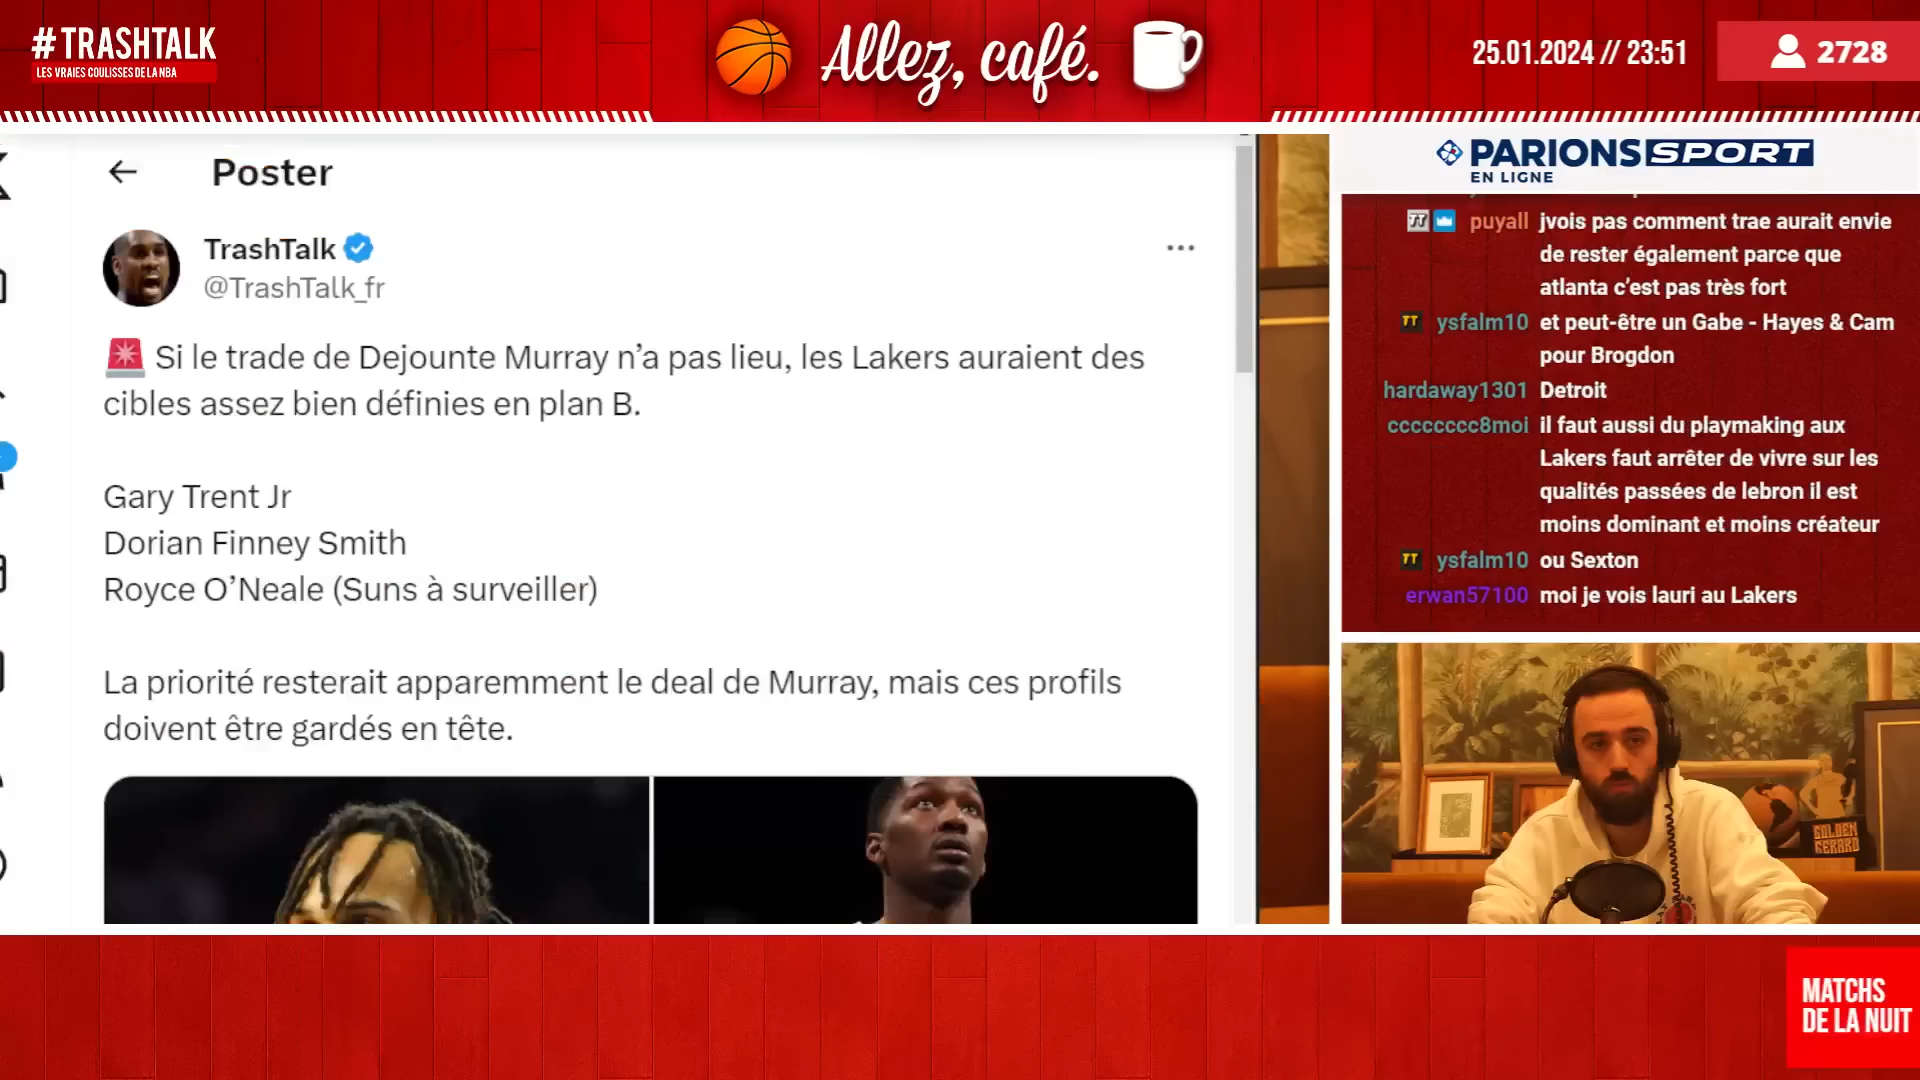 #TRASHTALK
LES VRAIES COULISSES DE LA NBA
Allez, café.
25.01.2024 // 23:51
2728
Poster
TrashTalk
@TrashTalk_fr
Si le trade de Dejounte Murray n’a pas lieu, les Lakers auraient des
cibles assez bien définies en plan B.
Gary Trent Jr
Dorian Finney Smith
Royce O’Neale (Suns à surveiller)
La priorité resterait apparemment le deal de Murray, mais ces profils
doivent être gardés en tête.
PARIONS SPORT
EN LIGNE
TT puyall jvois pas comment trae aurait envie
de rester également parce que
atlanta c’est pas très fort
TT ysfalm10 et peut-être un Gabe - Hayes & Cam
pour Brogdon
hardaway1301 Detroit
cccccccc8moi il faut aussi du playmaking aux
Lakers faut arrêter de vivre sur les
qualités passées de lebron il est
moins dominant et moins créateur
TT ysfalm10 ou Sexton
erwan57100 moi je vois lauri au Lakers
GOLDEN
GERARD
MATCHS
DE LA NUIT